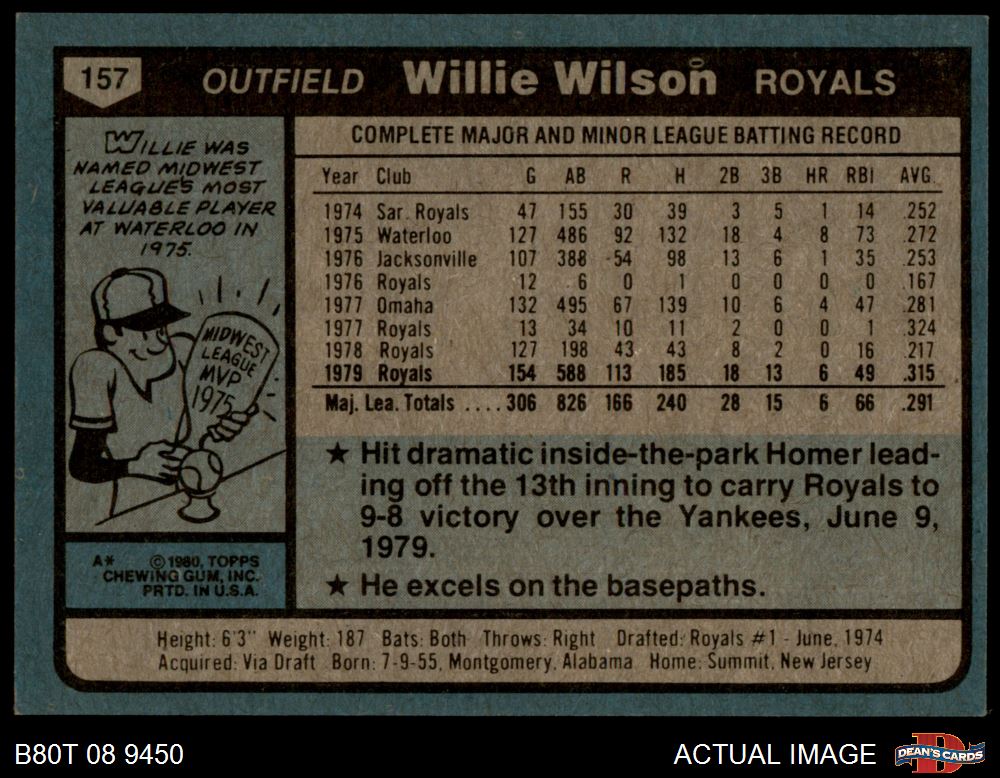 157 OUTFIELD Willie Wilson ROYALS
WILLIE WAS
NAMED MIDWEST
LEAGUE'S MOST
VALUABLE PLAYER
AT WATERLOO IN
1975.
MIDWEST
LEAGUE
MVP
1975
COMPLETE MAJOR AND MINOR LEAGUE BATTING RECORD
Year Club G AB R H 2B 3B HR RBI AVG.
1974 Sar. Royals 47 155 30 39 3 5 1 14 .252
1975 Waterloo 127 486 92 132 18 4 8 73 .272
1976 Jacksonville 107 388 54 98 13 6 1 35 .253
1976 Royals 12 6 0 1 0 0 0 0 .167
1977 Omaha 132 495 67 139 10 6 4 47 .281
1977 Royals 13 34 10 11 2 0 0 1 .324
1978 Royals 127 198 43 43 8 2 0 16 .217
1979 Royals 154 588 113 185 18 13 6 49 .315
Maj. Lea. Totals ....306 826 166 240 28 15 6 66 .291
★ Hit dramatic inside-the-park Homer lead-
ing off the 13th inning to carry Royals to
9-8 victory over the Yankees, June 9,
1979.
★ He excels on the basepaths.
A* © 1980, TOPPS
CHEWING GUM, INC.
PRTD. IN U.S.A.
Height: 6'3" Weight: 187 Bats: Both Throws: Right Drafted: Royals #1 - June, 1974
Acquired: Via Draft Born: 7-9-55, Montgomery, Alabama Home: Summit, New Jersey
B80T 08 9450
ACTUAL IMAGE
D
DEAN'S CARDS